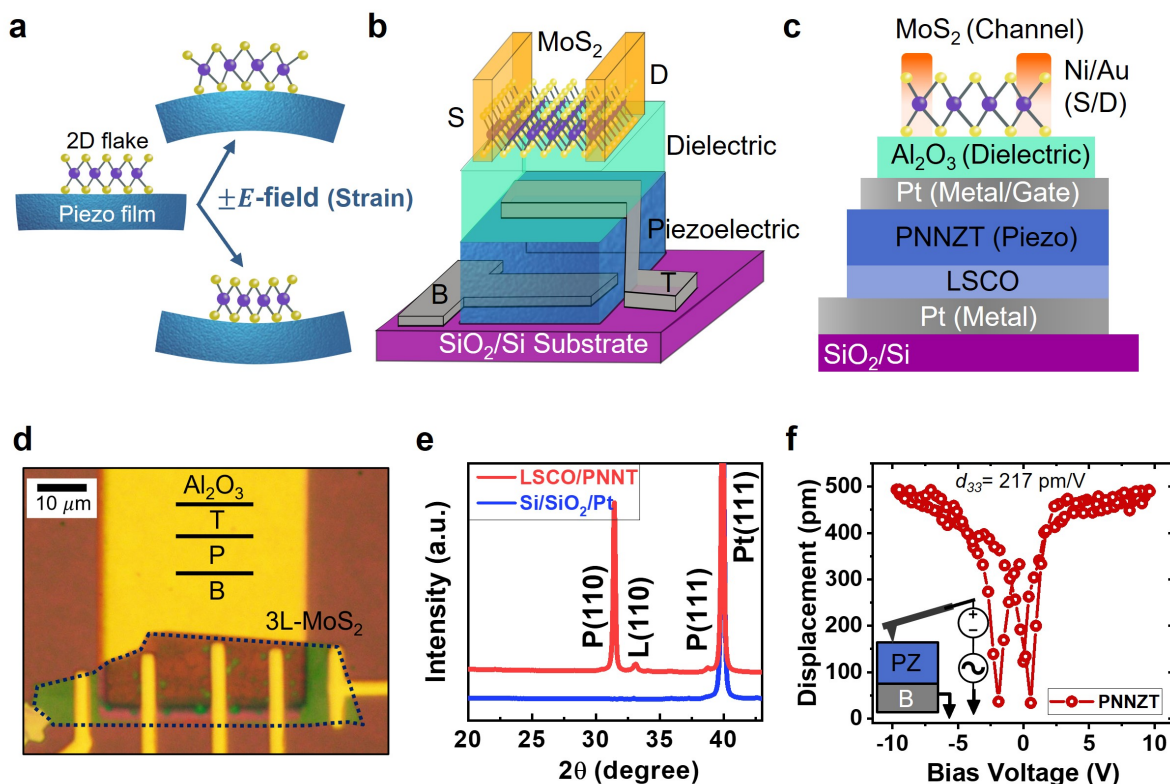 a
2D flake
Piezo film
±E-field (Strain)
b
MoS₂
S
D
Dielectric
Piezoelectric
B
T
SiO₂/Si Substrate
c
MoS₂ (Channel)
Ni/Au
(S/D)
Al₂O₃ (Dielectric)
Pt (Metal/Gate)
PNNZT (Piezo)
LSCO
Pt (Metal)
SiO₂/Si
d
10 μm
Al₂O₃
T
P
B
3L-MoS₂
e
LSCO/PNNT
Si/SiO₂/Pt
P(110)
L(110)
P(111)
Pt(111)
Intensity (a.u.)
20 25 30 35 40
2θ (degree)
f
d₃₃= 217 pm/V
Displacement (pm)
500
400
300
200
100
0
+
−
PZ
B
PNNZT
-10 -5 0 5 10
Bias Voltage (V)